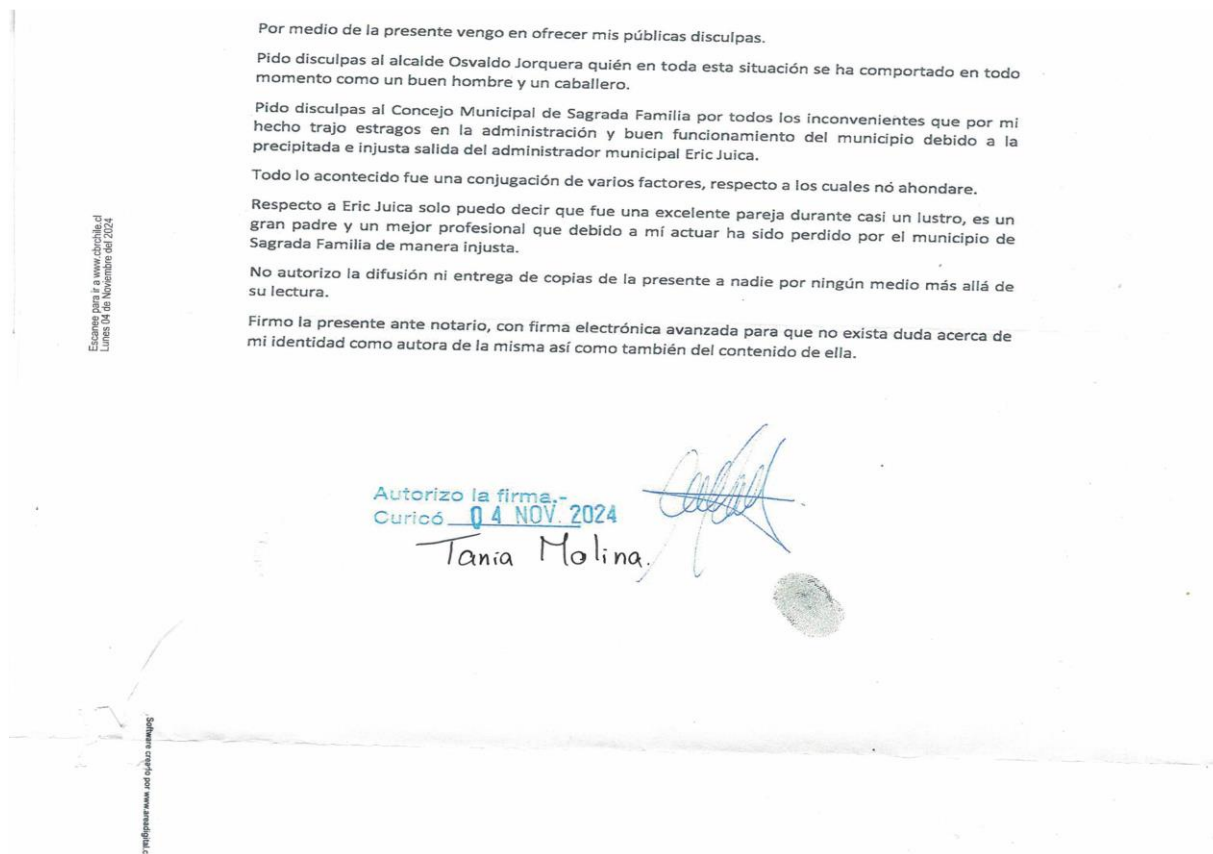 Por medio de la presente vengo en ofrecer mis públicas disculpas.
Pido disculpas al alcalde Osvaldo Jorquera quién en toda esta situación se ha comportado en todo
momento como un buen hombre y un caballero.
Pido disculpas al Concejo Municipal de Sagrada Familia por todos los inconvenientes que por mi
hecho trajo estragos en la administración y buen funcionamiento del municipio debido a la
precipitada e injusta salida del administrador municipal Eric Juica.
Todo lo acontecido fue una conjugación de varios factores, respecto a los cuales nó ahondare.
Respecto a Eric Juica solo puedo decir que fue una excelente pareja durante casi un lustro, es un
gran padre y un mejor profesional que debido a mí actuar ha sido perdido por el municipio de
Sagrada Familia de manera injusta.
No autorizo la difusión ni entrega de copias de la presente a nadie por ningún medio más allá de
su lectura.
Firmo la presente ante notario, con firma electrónica avanzada para que no exista duda acerca de
mi identidad como autora de la misma así como también del contenido de ella.
Escanee para ir a www.cbrchile.cl
Lunes 04 de Noviembre del 2024
Autorizo la firma.-
Curicó 04 NOV. 2024
Tania Molina.
Software creado por www.areadigital.c